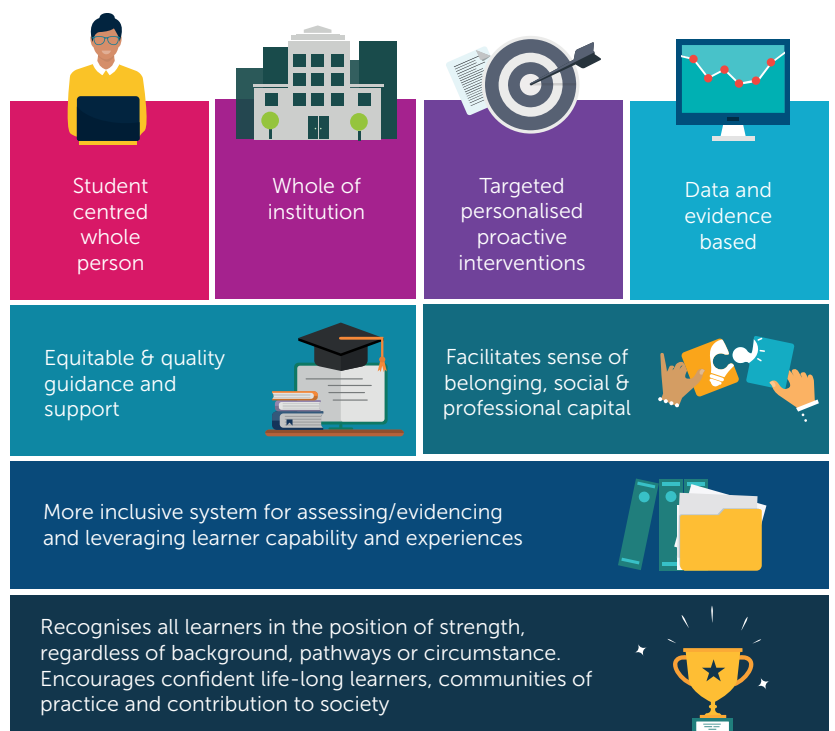 Student
centred
whole
person
Whole of
institution
Targeted
personalised
proactive
interventions
Data and
evidence
based
Equitable & quality
guidance and
support
Facilitates sense of
belonging, social &
professional capital
More inclusive system for assessing/evidencing
and leveraging learner capability and experiences
Recognises all learners in the position of strength,
regardless of background, pathways or circumstance.
Encourages confident life-long learners, communities of
practice and contribution to society